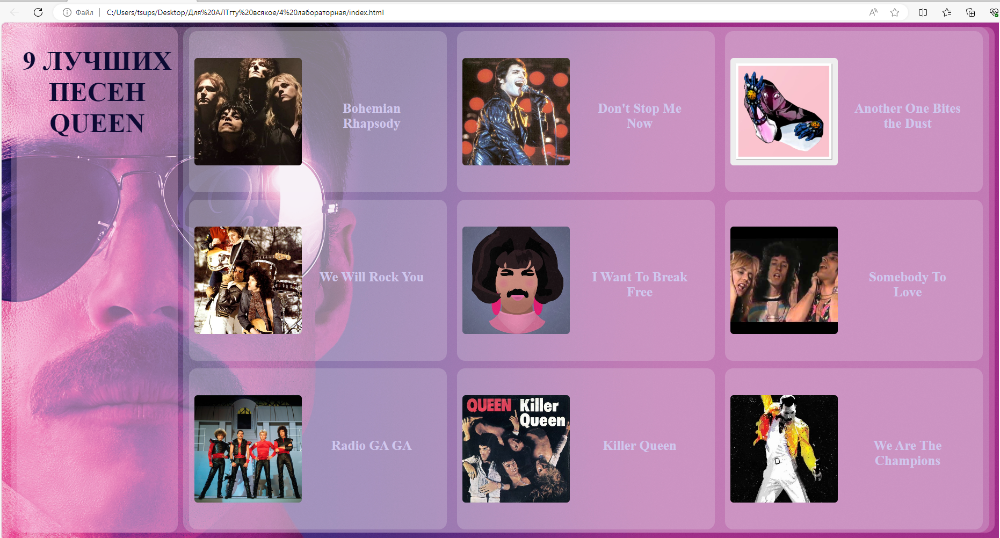 Файл
C:/Users/tsups/Desktop/Для%20АЛТгту%20всякое/4%20лабораторная/index.html
9 ЛУЧШИХ
ПЕСЕН
QUEEN
Bohemian
Rhapsody
Don't Stop Me
Now
Another One Bites
the Dust
We Will Rock You
I Want To Break
Free
Somebody To
Love
Radio GA GA
QUEEN Killer
Queen
Killer Queen
We Are The
Champions